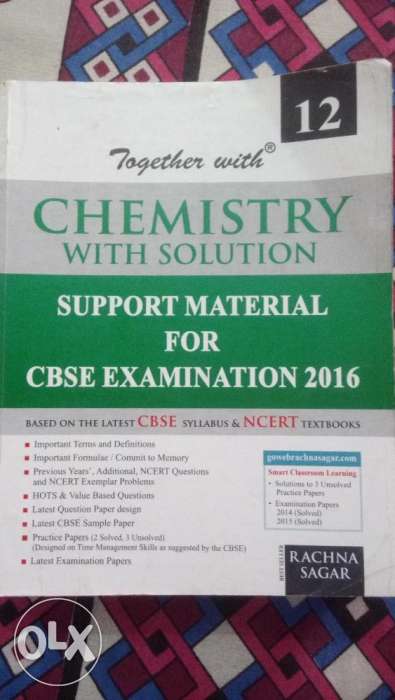 12
Together with®
CHEMISTRY
WITH SOLUTION
SUPPORT MATERIAL
FOR
CBSE EXAMINATION 2016
BASED ON THE LATEST CBSE SYLLABUS & NCERT TEXTBOOKS
Important Terms and Definitions
Important Formulae / Commit to Memory
Previous Years', Additional, NCERT Questions
and NCERT Exemplar Problems
HOTS & Value Based Questions
Latest Question Paper design
Latest CBSE Sample Paper
Practice Papers (2 Solved, 3 Unsolved)
(Designed on Time Management Skills as suggested by the CBSE)
Latest Examination Papers
gowebrachnasagar.com
Smart Classroom Learning
Solutions to 3 Unsolved
Practice Papers
Examination Papers
2014 (Solved)
2015 (Solved)
RACHNA
SAGAR
OLX